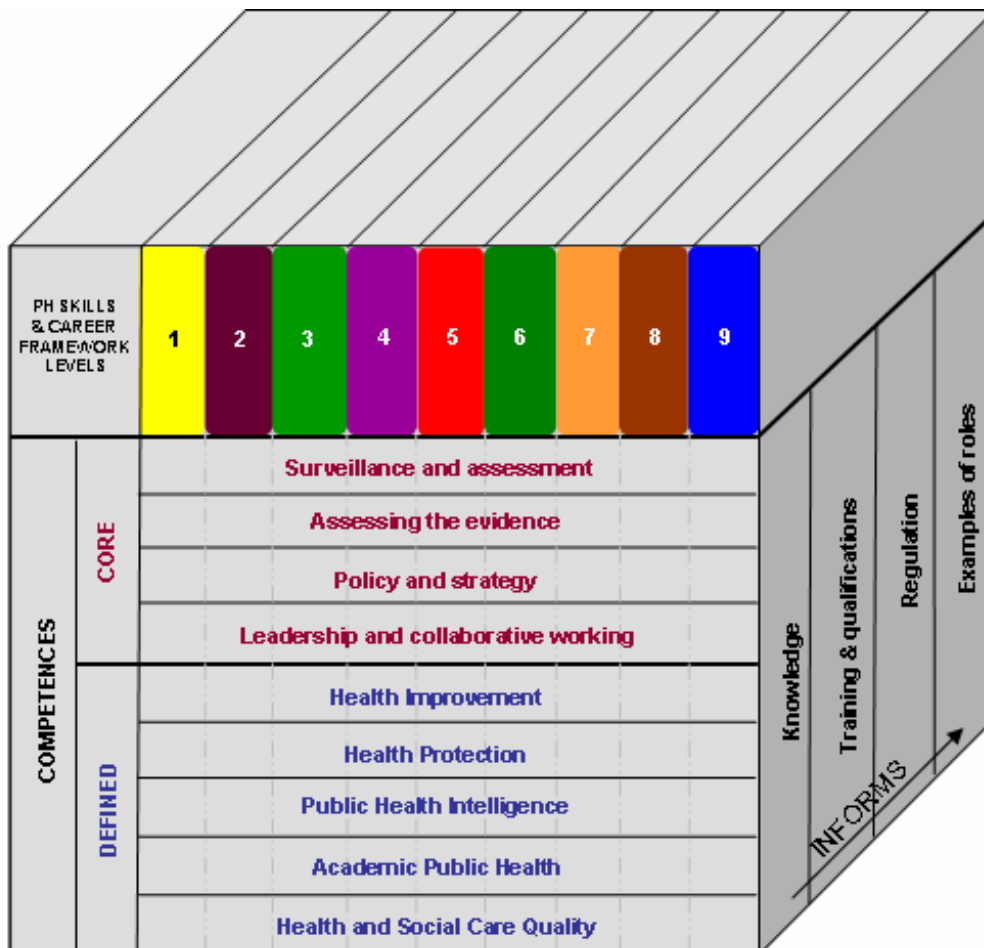 PH SKILLS
& CAREER
FRAMEWORK
LEVELS
1
2
3
4
5
6
7
8
9
COMPETENCES
CORE
Surveillance and assessment
Assessing the evidence
Policy and strategy
Leadership and collaborative working
DEFINED
Health Improvement
Health Protection
Public Health Intelligence
Academic Public Health
Health and Social Care Quality
Knowledge
Training & qualifications
Regulation
Examples of roles
INFORMS